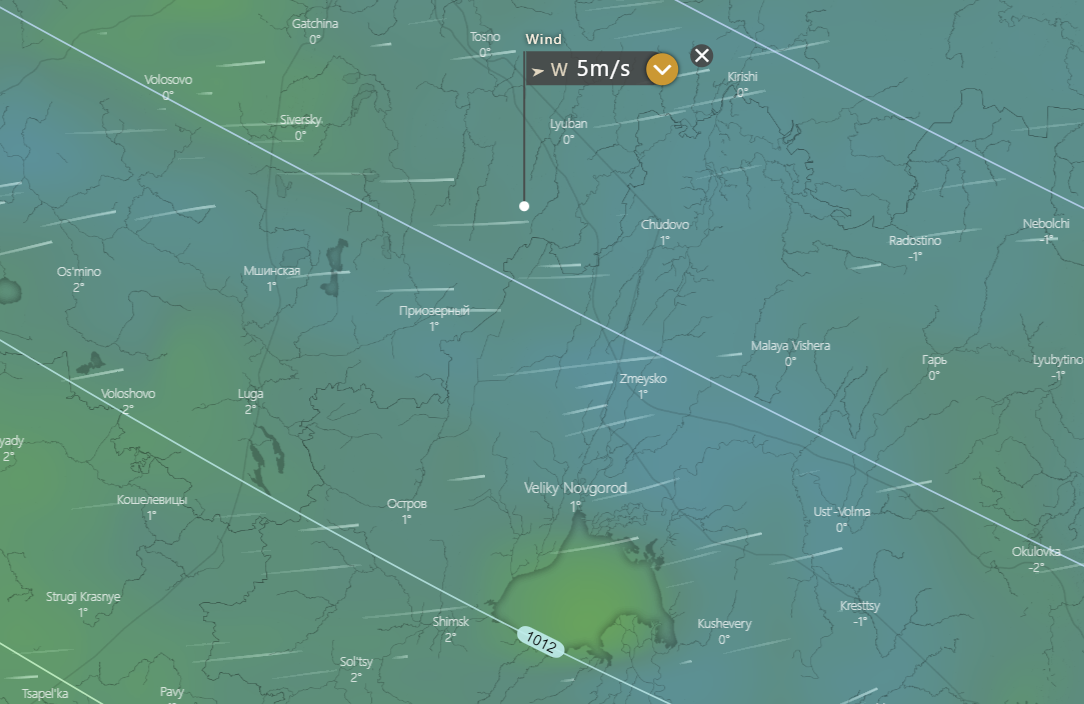 Gatchina
0°
Tosno
0°
Wind
W 5m/s
Volosovo
0°
Kirishi
0°
Siversky
0°
Lyuban
0°
Chudovo
1°
Nebolchi
-1°
Radostino
-1°
Os'mino
2°
Мшинская
1°
Приозерный
1°
Malaya Vishera
0°
Гарь
0°
Lyubytino
-1°
Zmeysko
1°
Voloshovo
2°
Luga
2°
yady
2°
Veliky Novgorod
1°
Кошелевицы
1°
Остров
1°
Ust'-Volma
0°
Okulovka
-2°
Strugi Krasnye
1°
Shimsk
2°
Kushevery
0°
Kresttsy
-1°
1012
Sol'tsy
2°
Tsapel'ka
Pavy